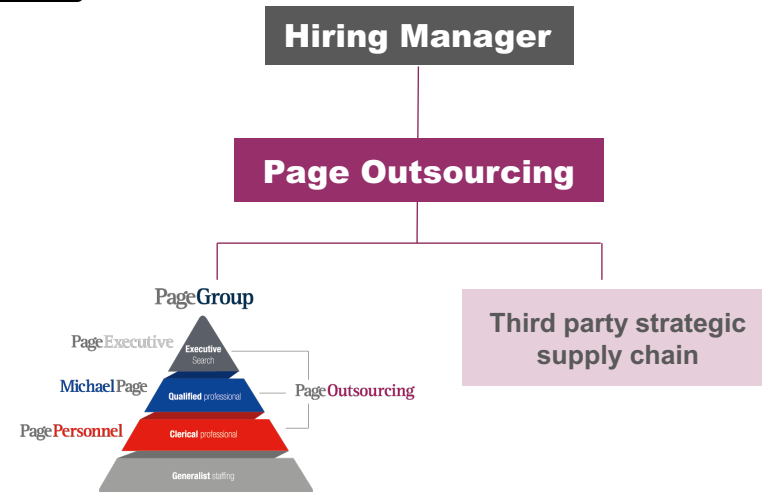 Hiring Manager
Page Outsourcing
PageGroup
Third party strategic
supply chain
PageExecutive
Executive
Search
MichaelPage
Qualified professional
PageOutsourcing
PagePersonnel
Clerical professional
Generalist staffing